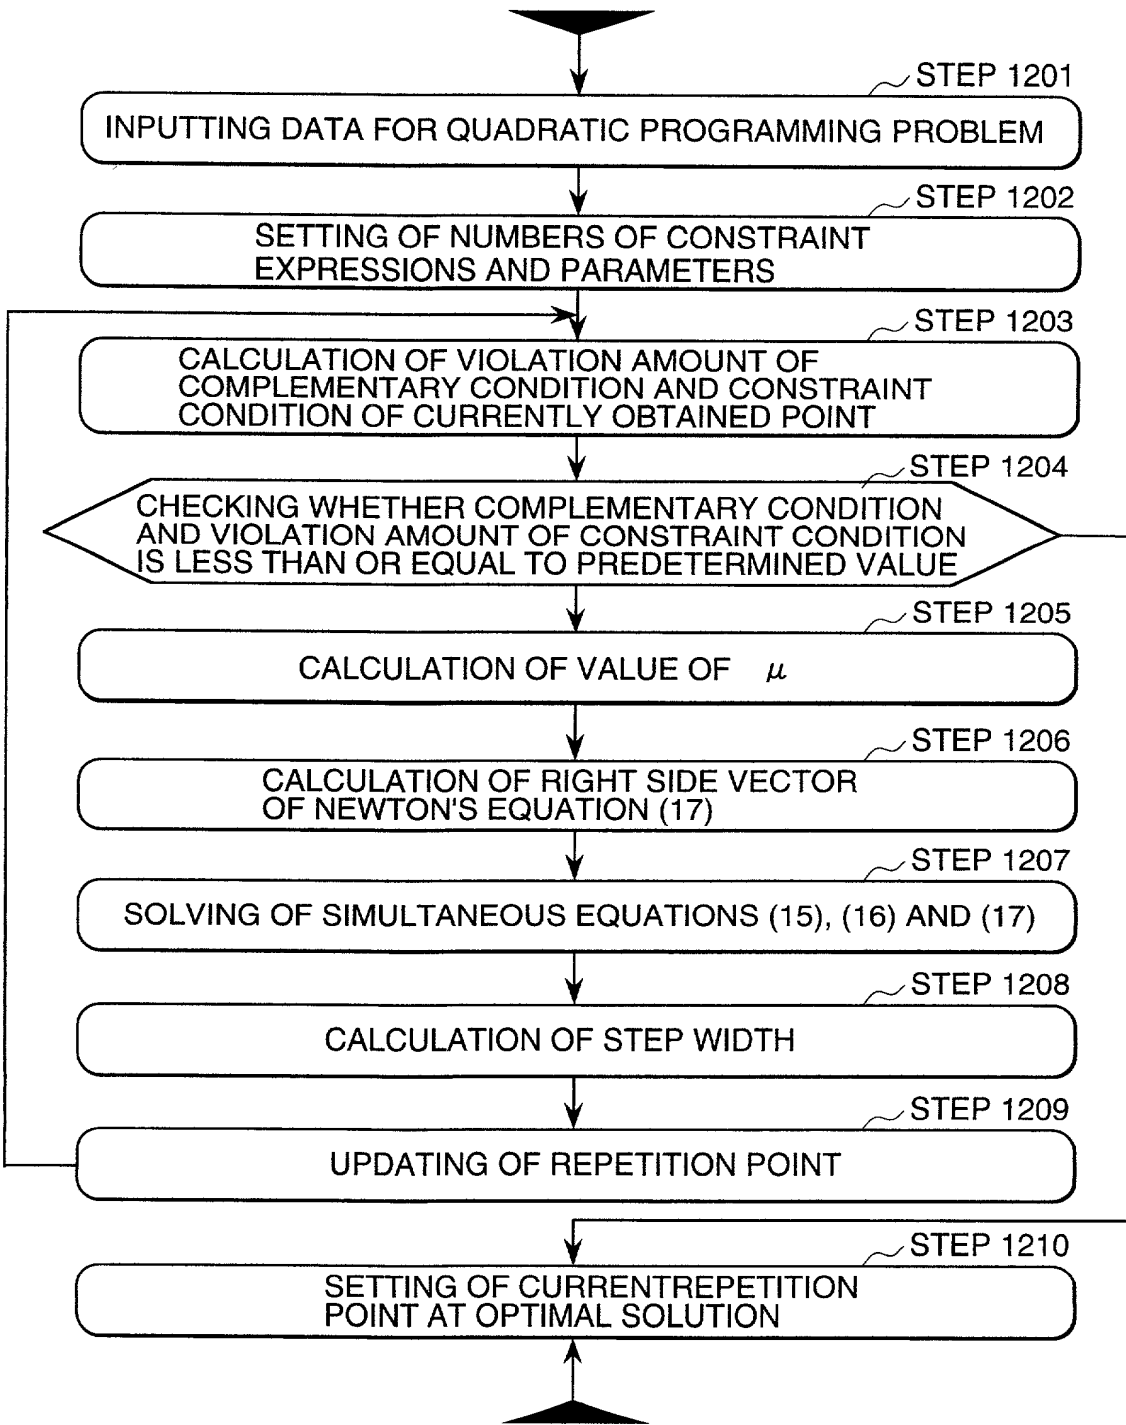 STEP 1201
INPUTTING DATA FOR QUADRATIC PROGRAMMING PROBLEM
STEP 1202
SETTING OF NUMBERS OF CONSTRAINT
EXPRESSIONS AND PARAMETERS
STEP 1203
CALCULATION OF VIOLATION AMOUNT OF
COMPLEMENTARY CONDITION AND CONSTRAINT
CONDITION OF CURRENTLY OBTAINED POINT
STEP 1204
CHECKING WHETHER COMPLEMENTARY CONDITION
AND VIOLATION AMOUNT OF CONSTRAINT CONDITION
IS LESS THAN OR EQUAL TO PREDETERMINED VALUE
STEP 1205
CALCULATION OF VALUE OF μ
STEP 1206
CALCULATION OF RIGHT SIDE VECTOR
OF NEWTON'S EQUATION (17)
STEP 1207
SOLVING OF SIMULTANEOUS EQUATIONS (15), (16) AND (17)
STEP 1208
CALCULATION OF STEP WIDTH
STEP 1209
UPDATING OF REPETITION POINT
STEP 1210
SETTING OF CURRENTREPETITION
POINT AT OPTIMAL SOLUTION